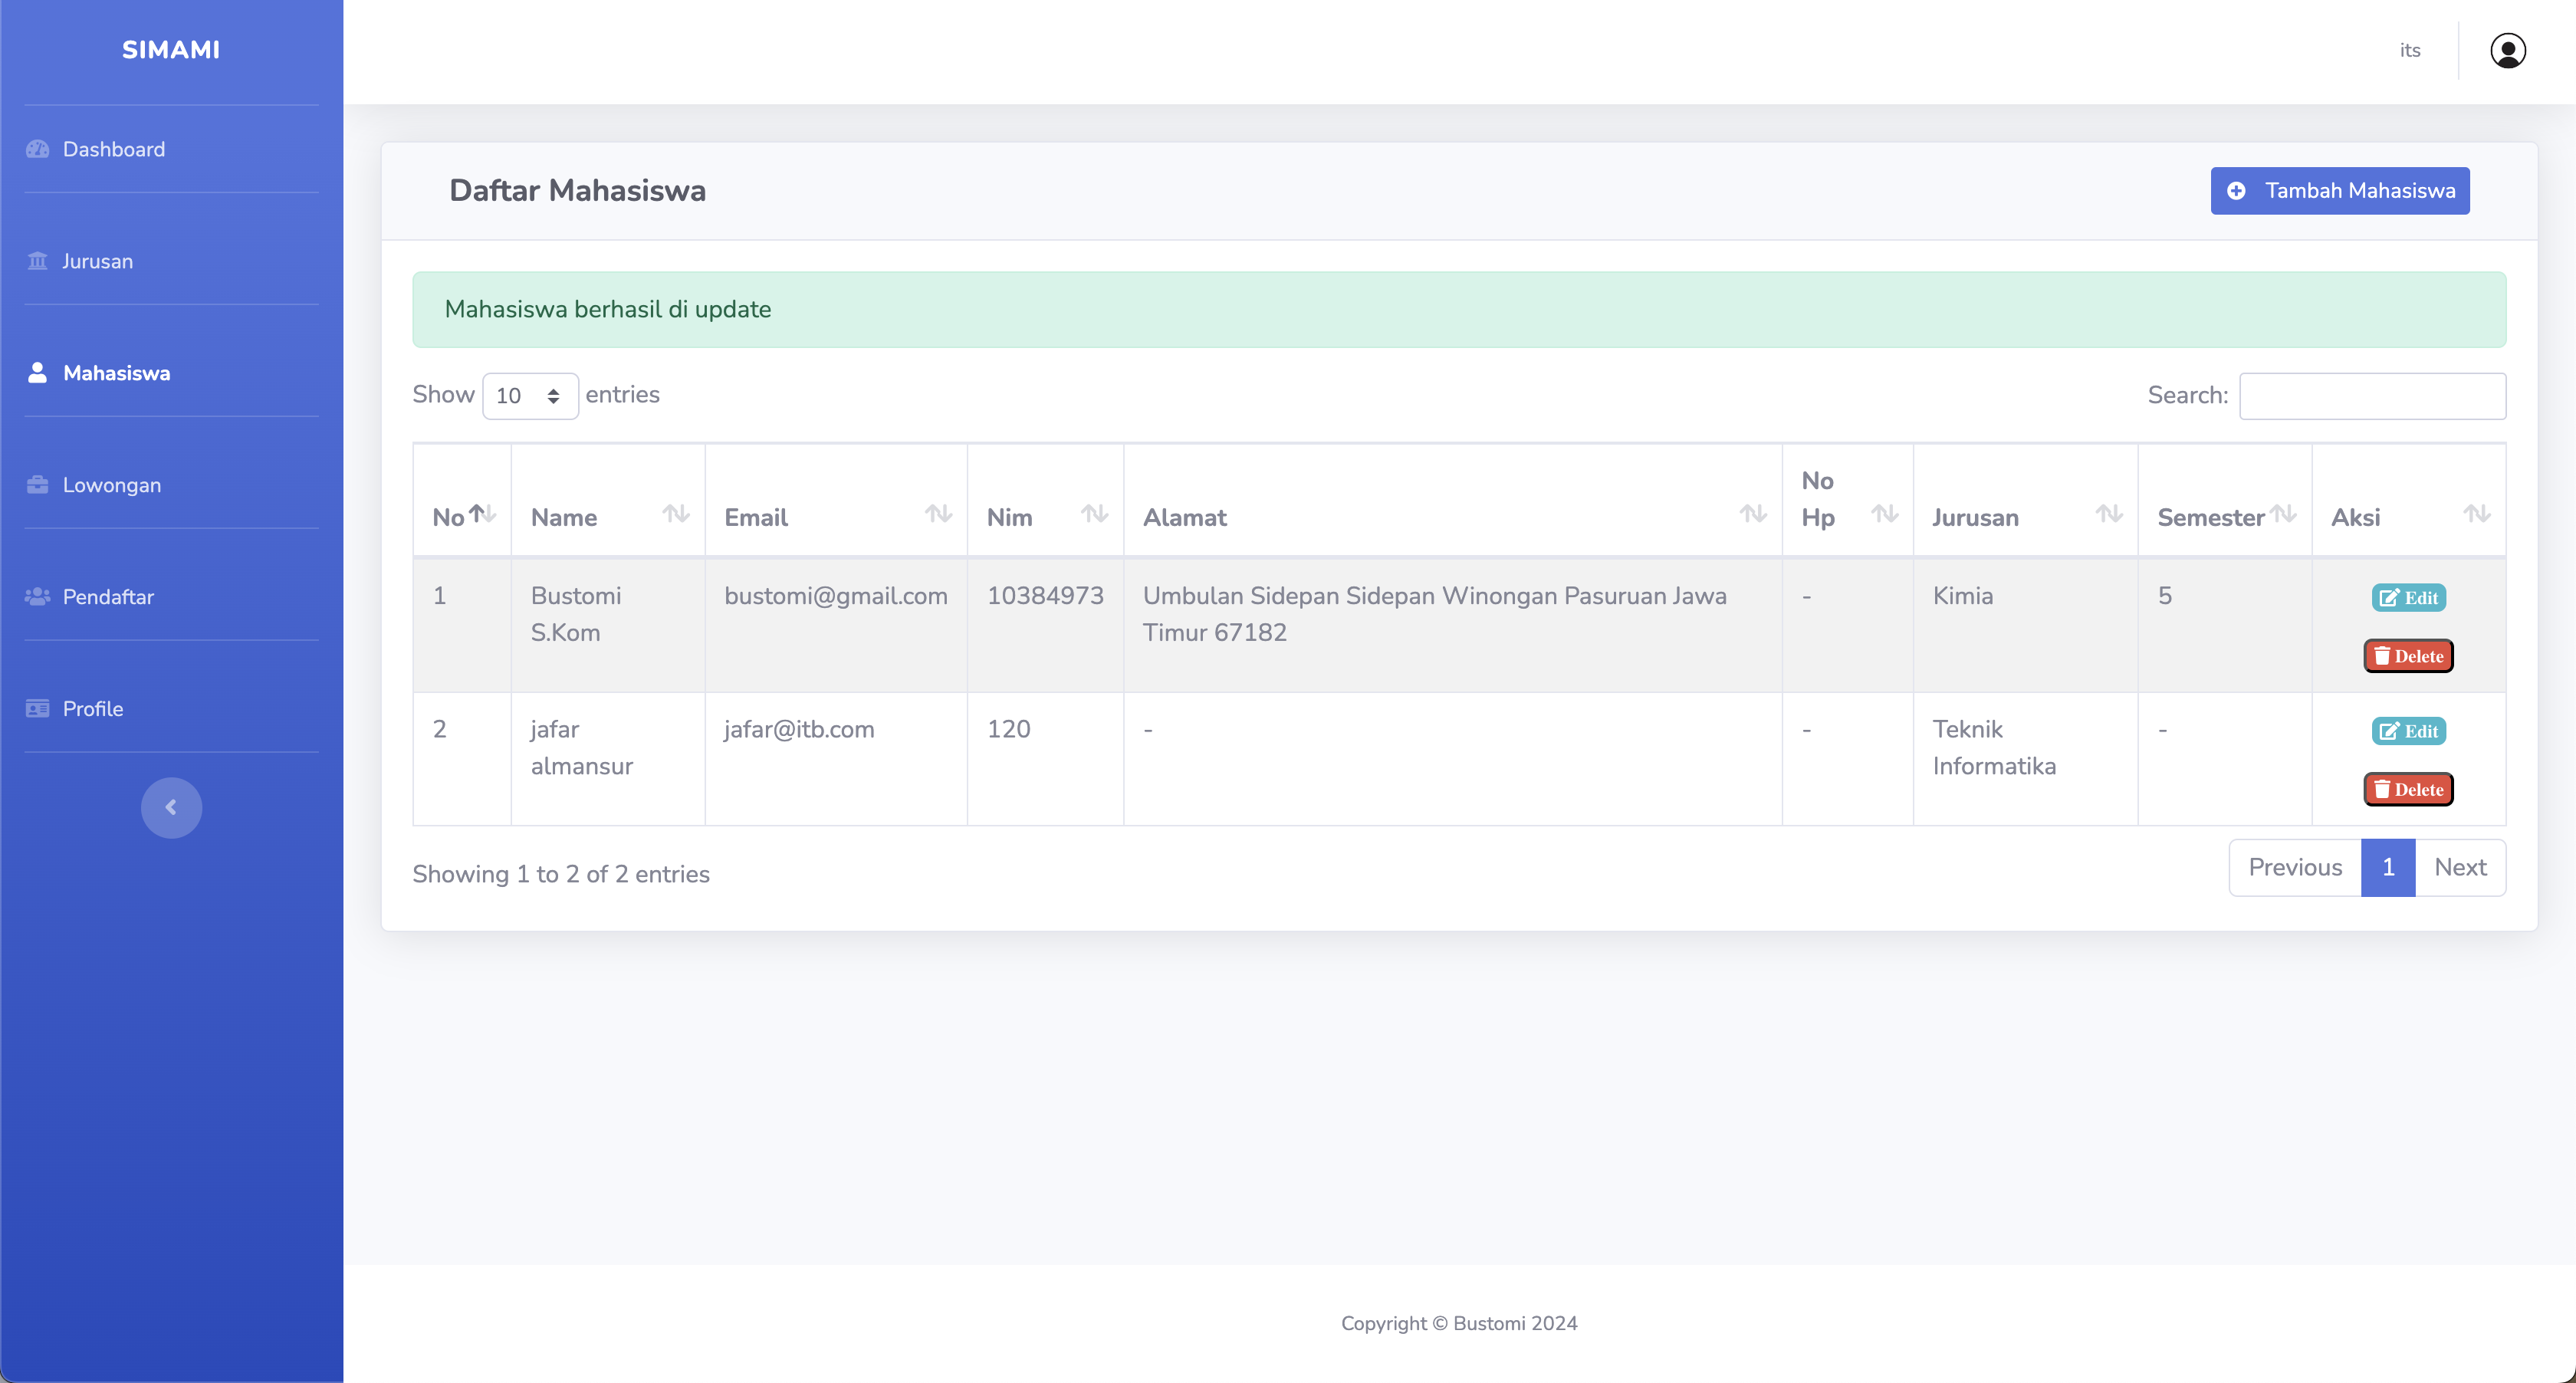 SIMAMI
its
Dashboard
Jurusan
Mahasiswa
Lowongan
Pendaftar
Profile
Daftar Mahasiswa
Tambah Mahasiswa
Mahasiswa berhasil di update
Show 10 entries
Search:
No Name Email Nim Alamat No Hp Jurusan Semester Aksi
1 Bustomi S.Kom bustomi@gmail.com 10384973 Umbulan Sidepan Sidepan Winongan Pasuruan Jawa Timur 67182 - Kimia 5 Edit Delete
2 jafar almansur jafar@itb.com 120 - - Teknik Informatika - Edit Delete
Showing 1 to 2 of 2 entries
Previous 1 Next
Copyright © Bustomi 2024